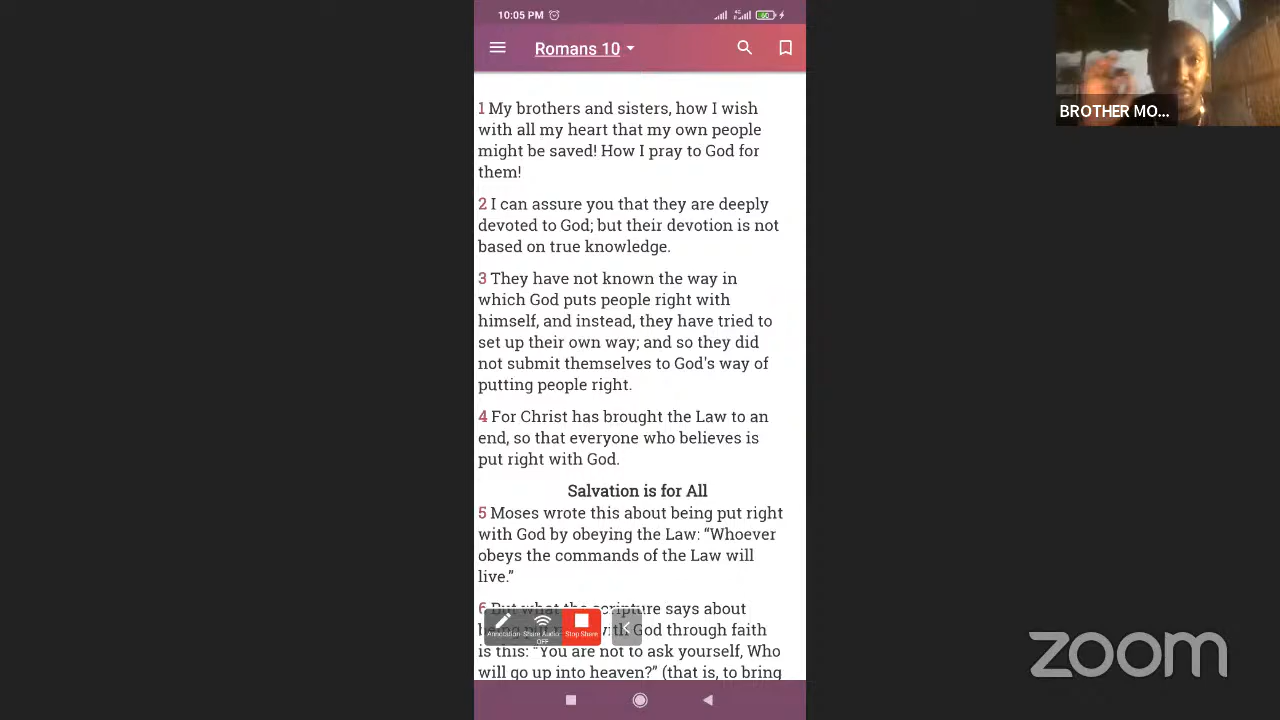 10:05 PM
4G
60
Romans 10
BROTHER MO...
1 My brothers and sisters, how I wish
with all my heart that my own people
might be saved! How I pray to God for
them!
2 I can assure you that they are deeply
devoted to God; but their devotion is not
based on true knowledge.
3 They have not known the way in
which God puts people right with
himself, and instead, they have tried to
set up their own way; and so they did
not submit themselves to God's way of
putting people right.
4 For Christ has brought the Law to an
end, so that everyone who believes is
put right with God.
Salvation is for All
5 Moses wrote this about being put right
with God by obeying the Law: “Whoever
obeys the commands of the Law will
live.”
6 But what the scripture says about
God through faith
is this: “You are not to ask yourself, Who
will go up into heaven?” (that is, to bring
Annotation
Share Audio: OFF
Stop Share
zoom